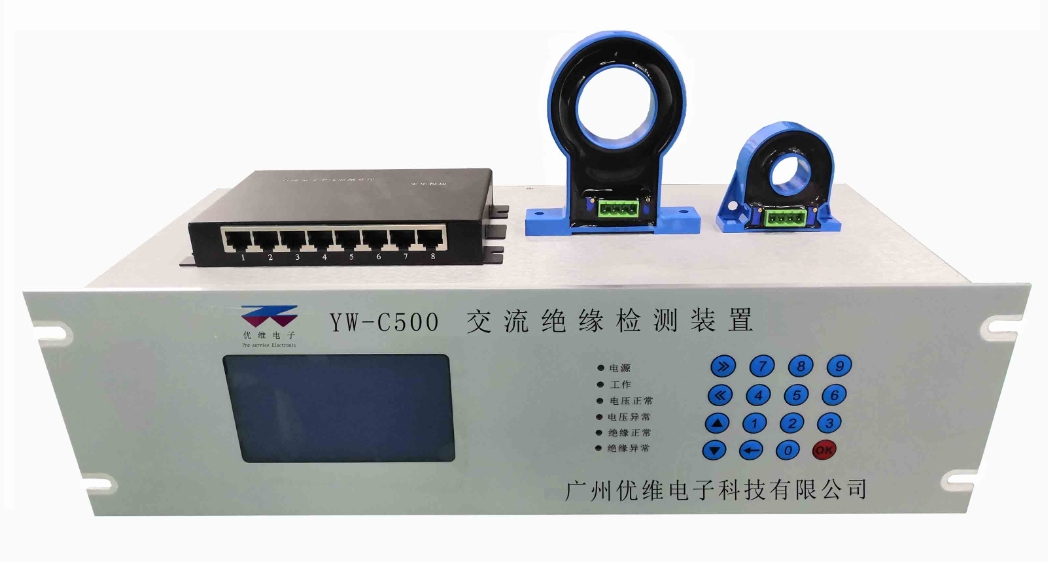 1 2 3 4 5 6 7 8
优维电子
YW-C500 交流绝缘检测装置
电源
工作
电压正常
电压异常
绝缘正常
绝缘异常
» 7 8 9
« 4 5 6
▲ 1 2 3
▼ ← 0 OK
广州优维电子科技有限公司